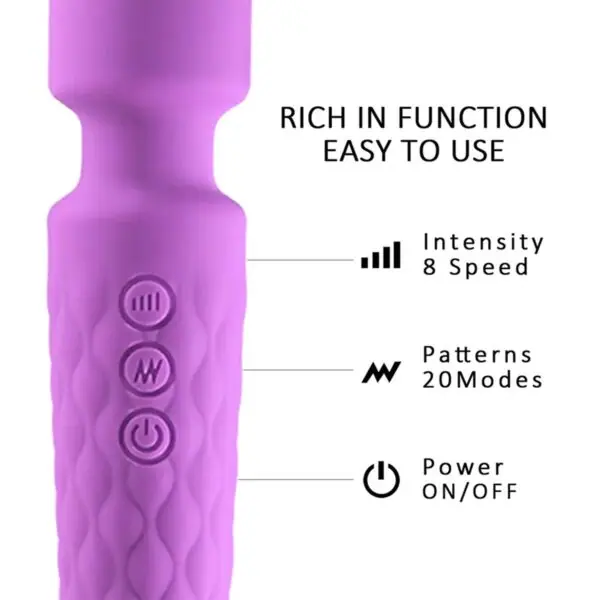 RICH IN FUNCTION
EASY TO USE
Intensity
8 Speed
Patterns
20Modes
Power
ON/OFF